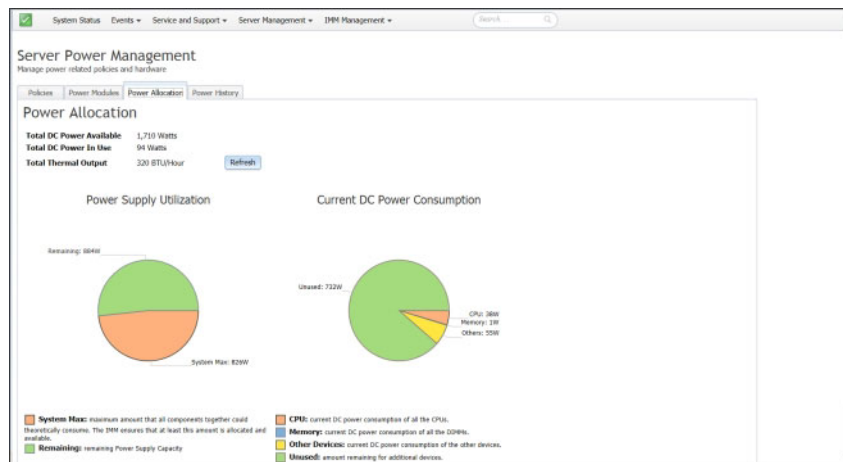 System Status Events Service and Support Server Management IMM Management Search...
Server Power Management
Manage power related policies and hardware
Policies Power Modules Power Allocation Power History
Power Allocation
Total DC Power Available 1,710 Watts
Total DC Power In Use 94 Watts
Total Thermal Output 320 BTU/Hour Refresh
Power Supply Utilization
Remaining: 884W
System Max: 826W
System Max: maximum amount that all components together could
theoretically consume. The IMM ensures that at least this amount is allocated and
available.
Remaining: remaining Power Supply Capacity
Current DC Power Consumption
Unused: 732W
CPU: 38W
Memory: 1W
Others: 55W
CPU: current DC power consumption of all the CPUs.
Memory: current DC power consumption of all the DIMMs.
Other Devices: current DC power consumption of the other devices.
Unused: amount remaining for additional devices.